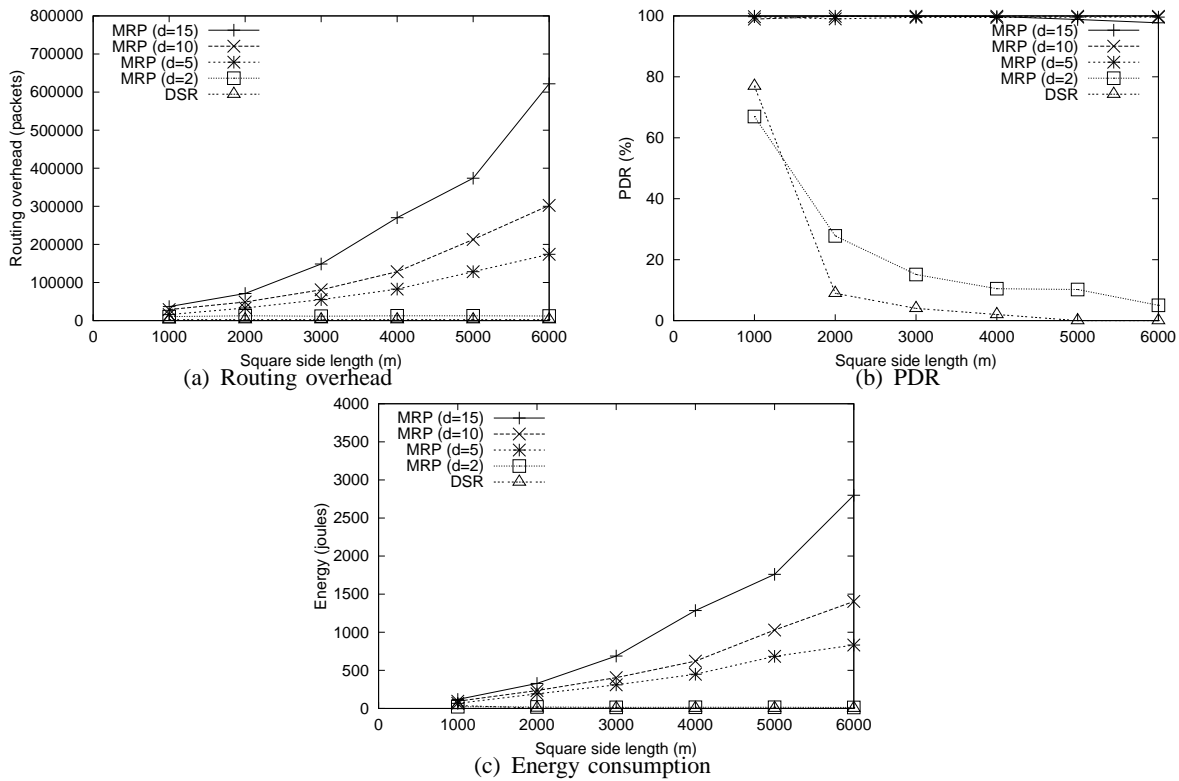 800000
700000
600000
500000
400000
300000
200000
100000
0
Routing overhead (packets)
MRP (d=15)
MRP (d=10)
MRP (d=5)
MRP (d=2)
DSR
0 1000 2000 3000 4000 5000 6000
Square side length (m)
(a) Routing overhead
100
80
60
40
20
0
PDR (%)
MRP (d=15)
MRP (d=10)
MRP (d=5)
MRP (d=2)
DSR
0 1000 2000 3000 4000 5000 6000
Square side length (m)
(b) PDR
4000
3500
3000
2500
2000
1500
1000
500
0
Energy (joules)
MRP (d=15)
MRP (d=10)
MRP (d=5)
MRP (d=2)
DSR
0 1000 2000 3000 4000 5000 6000
Square side length (m)
(c) Energy consumption